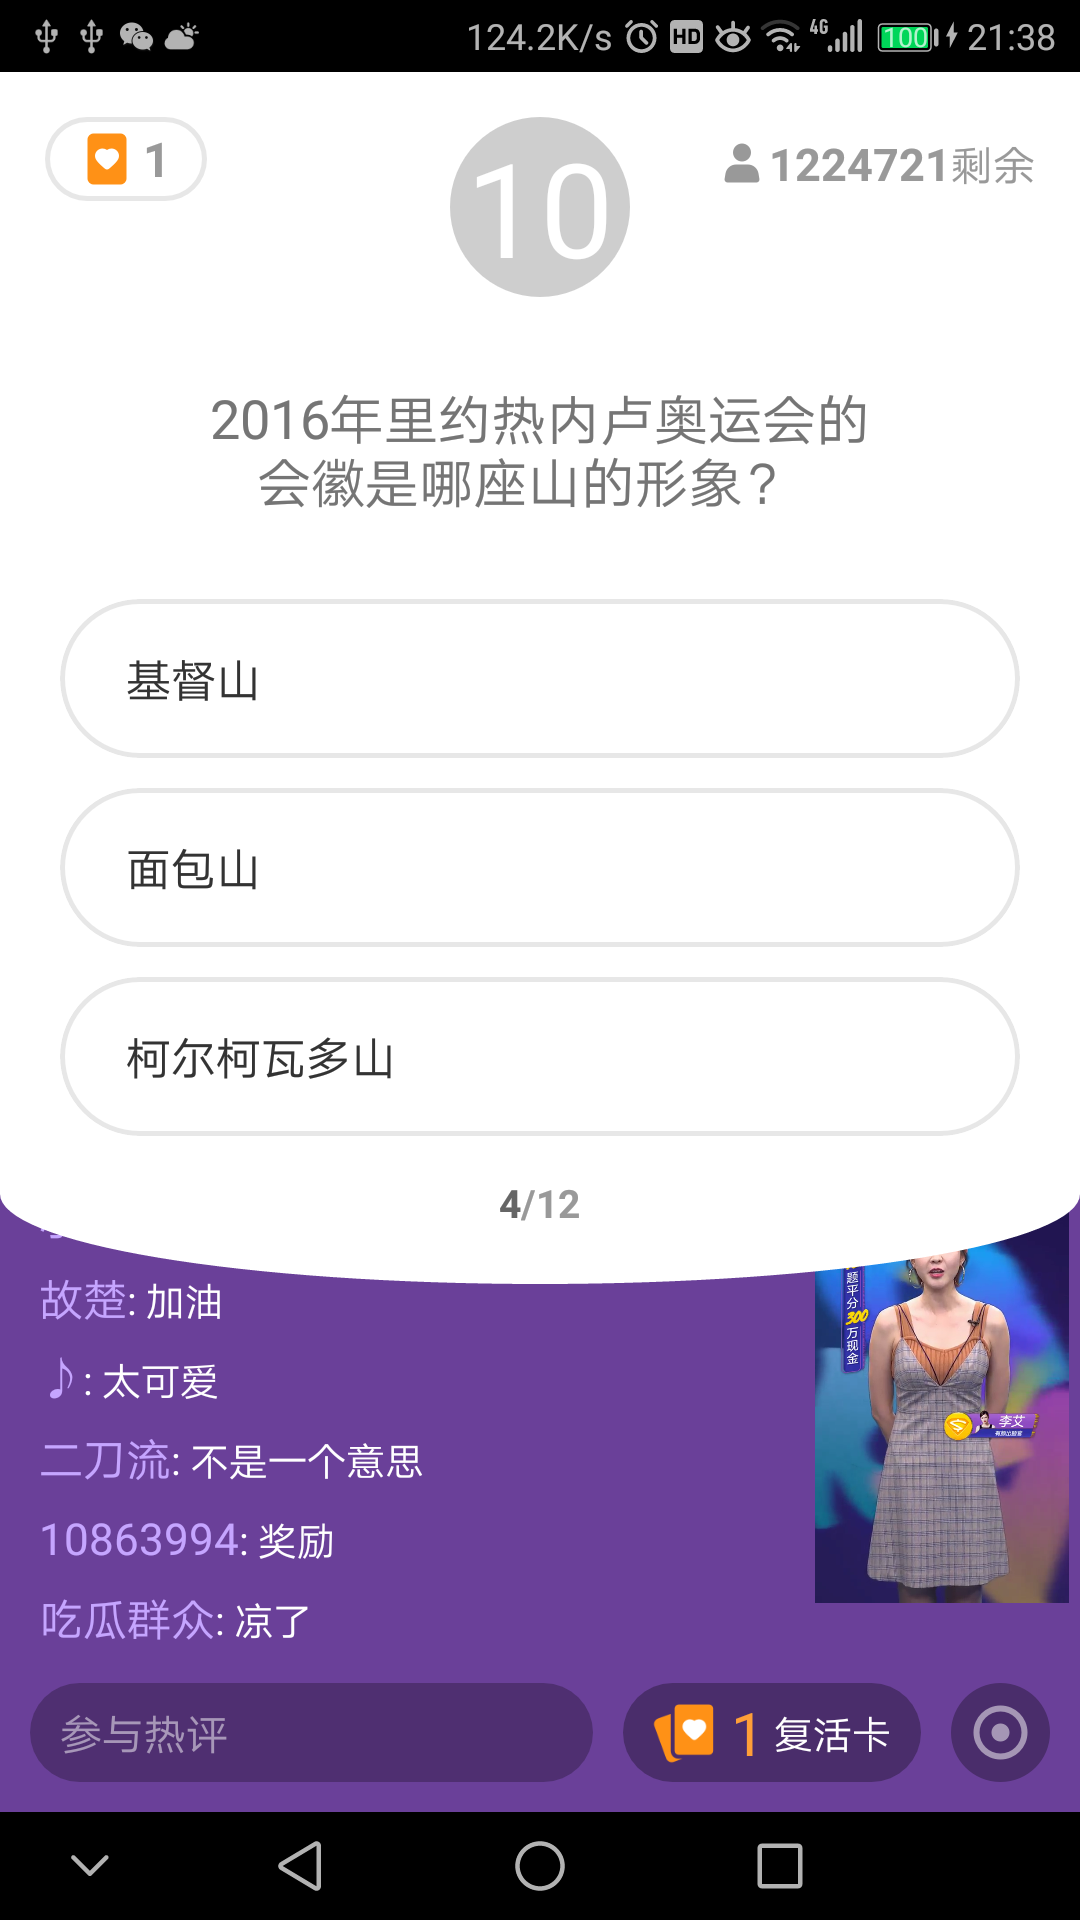 124.2K/s HD 4G 100 21:38
1
10
1224721剩余
2016年里约热内卢奥运会的
会徽是哪座山的形象?
基督山
面包山
柯尔柯瓦多山
4/12
故楚: 加油
♪: 太可爱
二刀流: 不是一个意思
10863994: 奖励
吃瓜群众: 凉了
题平分300万现金
李艾
参与热评
1 复活卡